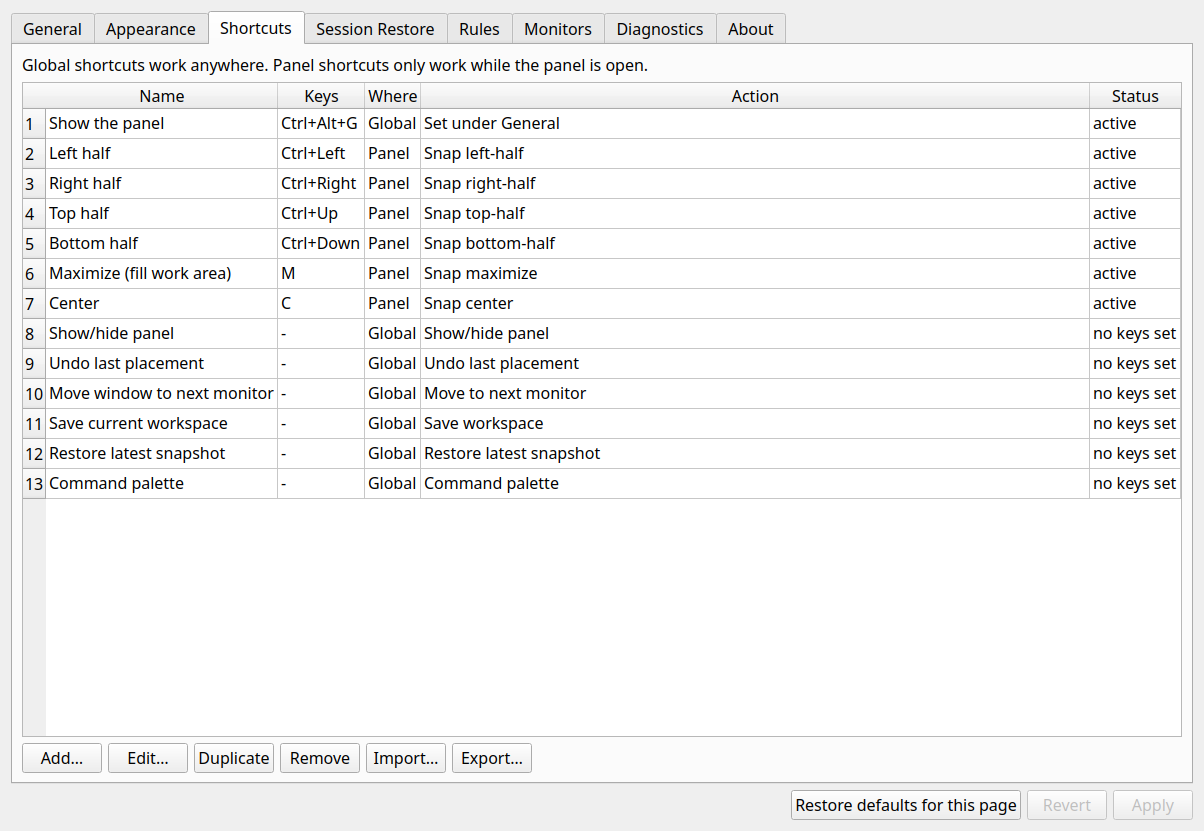 General Appearance Shortcuts Session Restore Rules Monitors Diagnostics About
Global shortcuts work anywhere. Panel shortcuts only work while the panel is open.
Name Keys Where Action Status
1 Show the panel Ctrl+Alt+G Global Set under General active
2 Left half Ctrl+Left Panel Snap left-half active
3 Right half Ctrl+Right Panel Snap right-half active
4 Top half Ctrl+Up Panel Snap top-half active
5 Bottom half Ctrl+Down Panel Snap bottom-half active
6 Maximize (fill work area) M Panel Snap maximize active
7 Center C Panel Snap center active
8 Show/hide panel - Global Show/hide panel no keys set
9 Undo last placement - Global Undo last placement no keys set
10 Move window to next monitor - Global Move to next monitor no keys set
11 Save current workspace - Global Save workspace no keys set
12 Restore latest snapshot - Global Restore latest snapshot no keys set
13 Command palette - Global Command palette no keys set
Add... Edit... Duplicate Remove Import... Export...
Restore defaults for this page Revert Apply